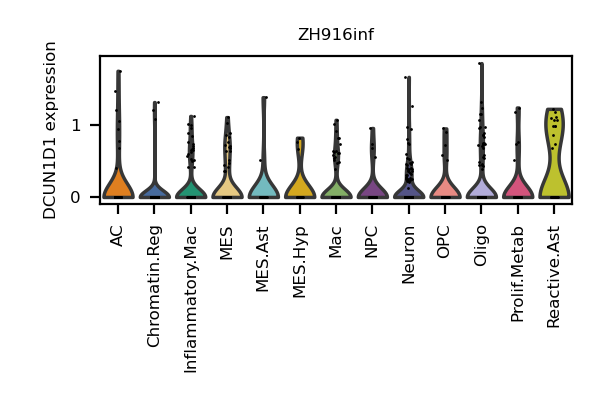 ZH916inf
DCUN1D1 expression
1
0
AC
Chromatin.Reg
Inflammatory.Mac
MES
MES.Ast
MES.Hyp
Mac
NPC
Neuron
OPC
Oligo
Prolif.Metab
Reactive.Ast